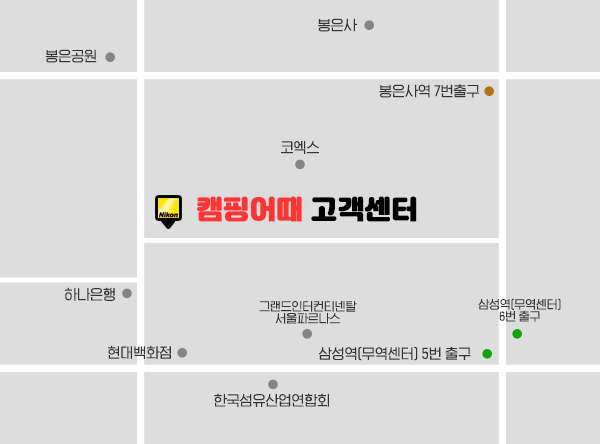 봉은사
봉은공원
봉은사역 7번출구
코엑스
Nikon
캠핑어때 고객센터
하나은행
그랜드인터컨티넨탈
서울파르나스
삼성역(무역센터)
6번 출구
현대백화점
삼성역(무역센터) 5번 출구
한국섬유산업연합회